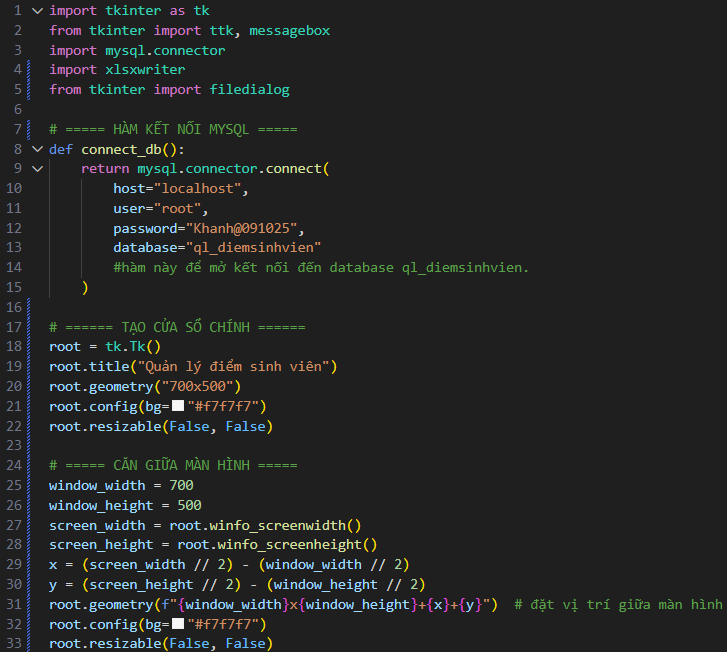 1 import tkinter as tk
2 from tkinter import ttk, messagebox
3 import mysql.connector
4 import xlsxwriter
5 from tkinter import filedialog
6
7 # ===== HÀM KẾT NỐI MYSQL =====
8 def connect_db():
9     return mysql.connector.connect(
10         host="localhost",
11         user="root",
12         password="Khanh@091025",
13         database="ql_diemsinhvien"
14         #hàm này để mở kết nối đến database ql_diemsinhvien.
15     )
16
17 # ====== TẠO CỬA SỔ CHÍNH ======
18 root = tk.Tk()
19 root.title("Quản lý điểm sinh viên")
20 root.geometry("700x500")
21 root.config(bg="#f7f7f7")
22 root.resizable(False, False)
23
24 # ===== CĂN GIỮA MÀN HÌNH =====
25 window_width = 700
26 window_height = 500
27 screen_width = root.winfo_screenwidth()
28 screen_height = root.winfo_screenheight()
29 x = (screen_width // 2) - (window_width // 2)
30 y = (screen_height // 2) - (window_height // 2)
31 root.geometry(f"{window_width}x{window_height}+{x}+{y}")  # đặt vị trí giữa màn hình
32 root.config(bg="#f7f7f7")
33 root.resizable(False, False)